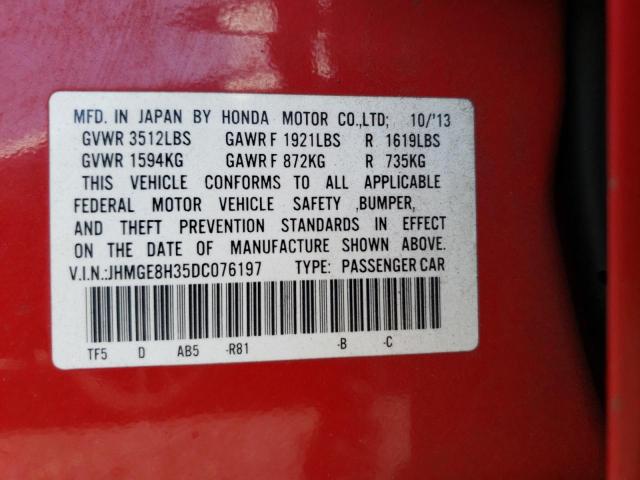 MFD. IN JAPAN BY HONDA MOTOR CO.,LTD; 10/'13
GVWR 3512LBS GAWR F 1921LBS R 1619LBS
GVWR 1594KG GAWR F 872KG R 735KG
THIS VEHICLE CONFORMS TO ALL APPLICABLE
FEDERAL MOTOR VEHICLE SAFETY ,BUMPER,
AND THEFT PREVENTION STANDARDS IN EFFECT
ON THE DATE OF MANUFACTURE SHOWN ABOVE.
V.I.N.:JHMGE8H35DC076197 TYPE: PASSENGER CAR
TF5 D AB5 -R81 -B -C